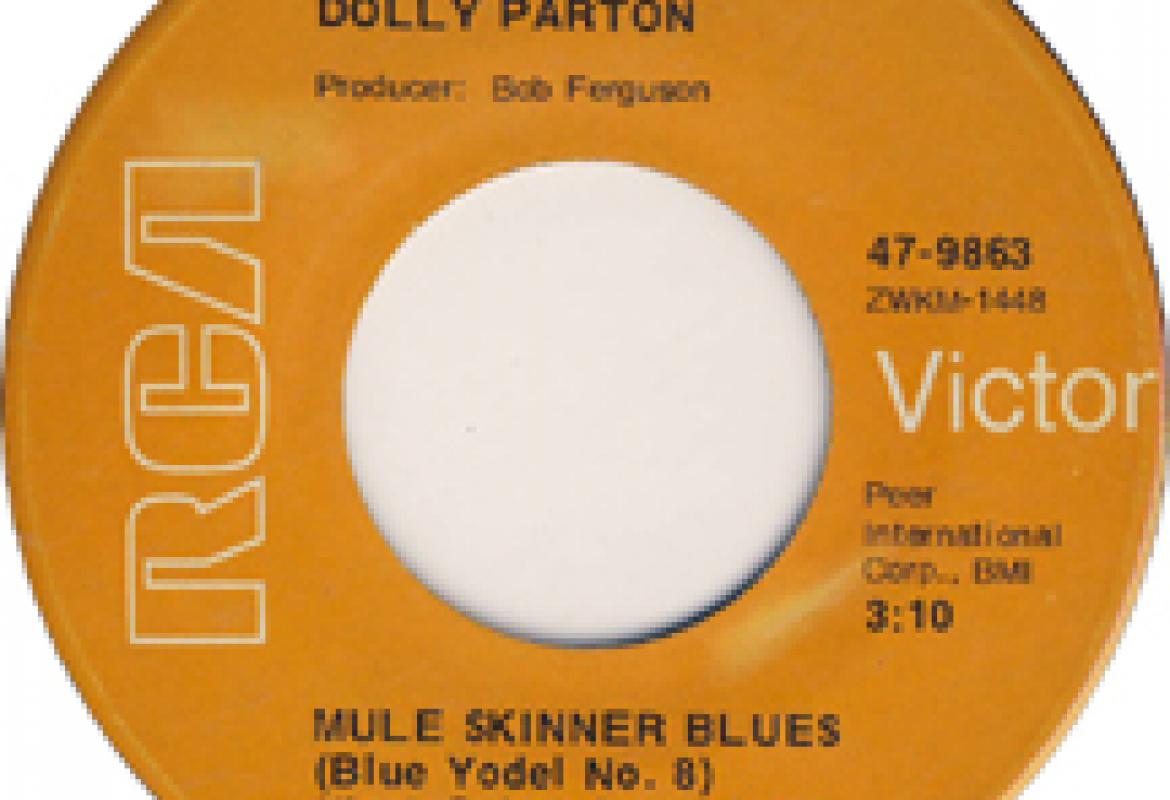 DOLLY PARTON
Producer: Bob Ferguson
RCA
47-9863
ZWKM-1448
Victor
Peer
International
Corp., BMI
3:10
MULE SKINNER BLUES
(Blue Yodel No. 8)